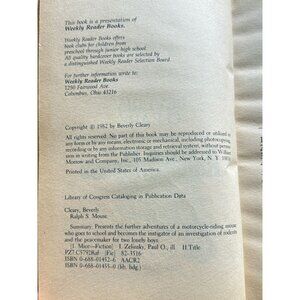 This book is a presentation of
Weekly Reader Books.
Weekly Reader Books offers
book clubs for children from
preschool through junior high school.
All quality hardcover books are selected by
a distinguished Weekly Reader Selection Board.
For further information write to:
Weekly Reader Books
1250 Fairwood Ave.
Columbus, Ohio 43216
Copyright © 1982 by Beverly Cleary
All rights reserved. No part of this book may be reproduced or utilized in
any form or by any means, electronic or mechanical, including photocopying,
recording or by any information storage and retrieval system, without permis-
sion in writing from the Publisher. Inquiries should be addressed to William
Morrow and Company, Inc., 105 Madison Ave., New York, N. Y. 10016
Printed in the United States of America.
Library of Congress Cataloging in Publication Data
Cleary, Beverly
Ralph S. Mouse.
Summary: Presents the further adventures of a motorcycle-riding mouse
who goes to school and becomes the instigator of an investigation of rodents
and the peacemaker for two lonely boys.
[1. Mice—Fiction] I. Zelinsky, Paul O., ill. II.Title
PZ7.C5792Raf [Fic] 82-3516
ISBN 0-688-01452-6 AACR2
ISBN 0-688-01455-0 (lib. bdg.)